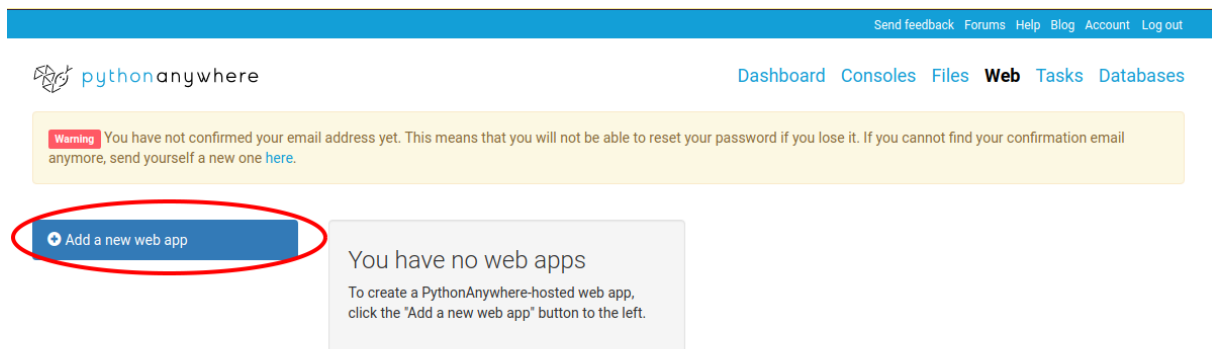 Send feedback Forums Help Blog Account Log out
pythonanywhere
Dashboard Consoles Files Web Tasks Databases
Warning You have not confirmed your email address yet. This means that you will not be able to reset your password if you lose it. If you cannot find your confirmation email
anymore, send yourself a new one here.
Add a new web app
You have no web apps
To create a PythonAnywhere-hosted web app,
click the "Add a new web app" button to the left.